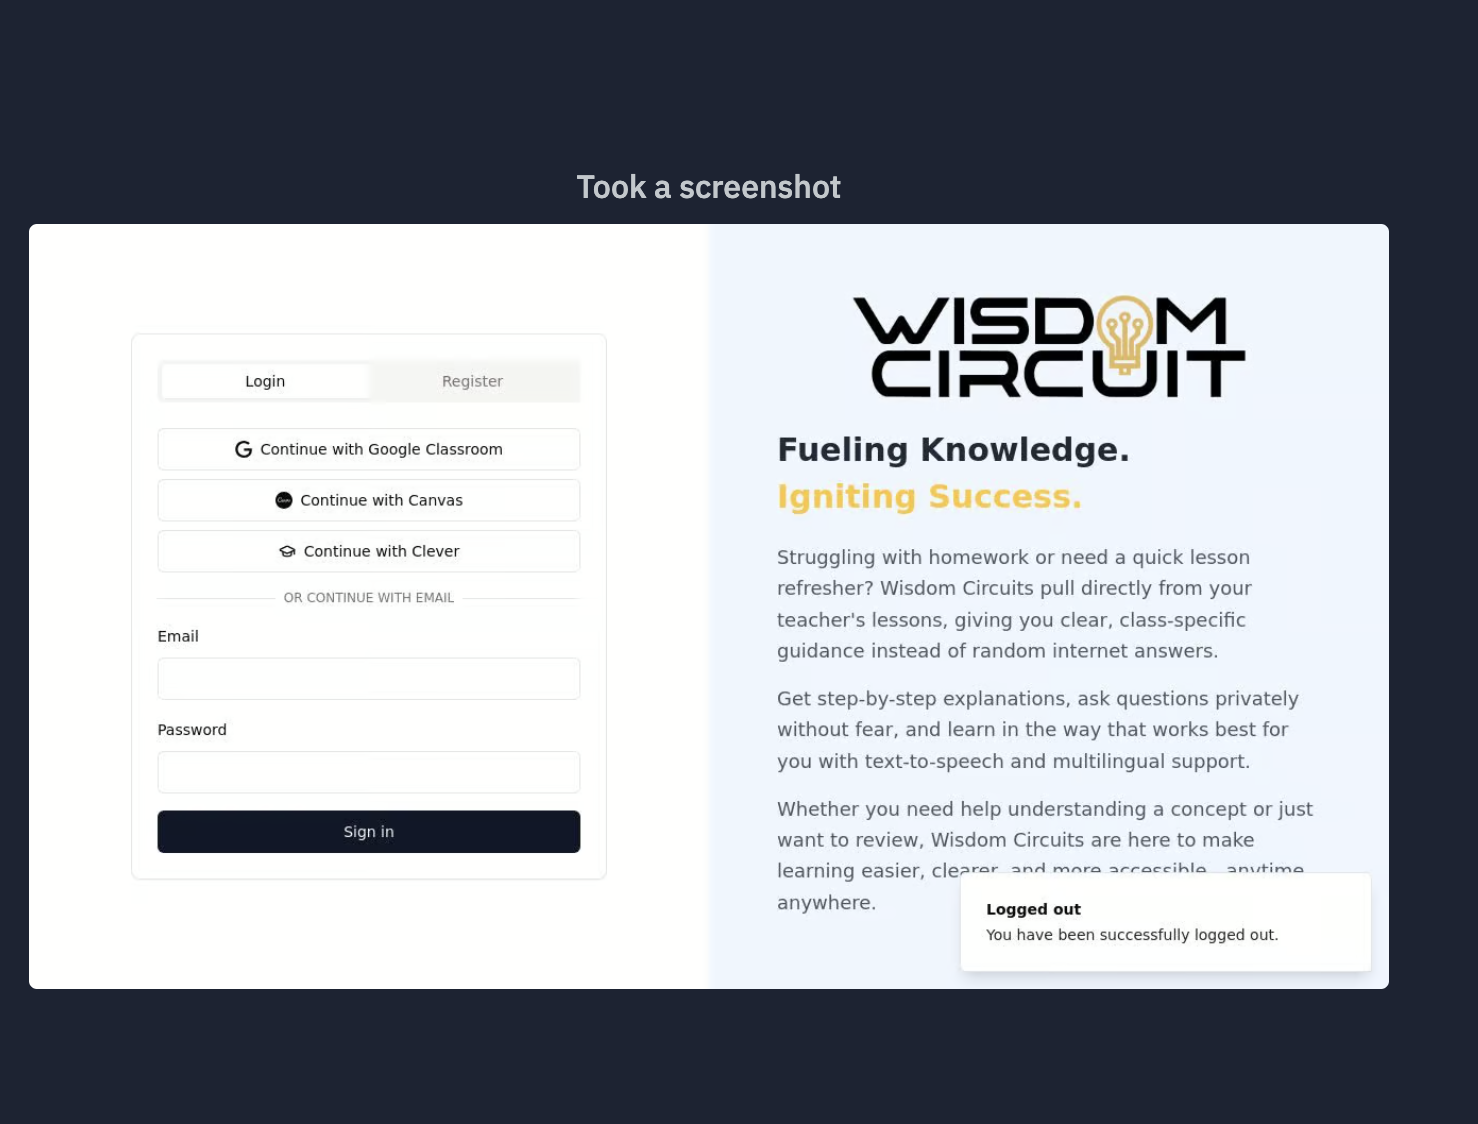 Took a screenshot
Login
Register
Continue with Google Classroom
Continue with Canvas
Continue with Clever
OR CONTINUE WITH EMAIL
Email
Password
Sign in
WISDOM
CIRCUIT
Fueling Knowledge.
Igniting Success.
Struggling with homework or need a quick lesson
refresher? Wisdom Circuits pull directly from your
teacher's lessons, giving you clear, class-specific
guidance instead of random internet answers.
Get step-by-step explanations, ask questions privately
without fear, and learn in the way that works best for
you with text-to-speech and multilingual support.
Whether you need help understanding a concept or just
want to review, Wisdom Circuits are here to make
learning easier, clearer, and more accessible anytime
anywhere.
Logged out
You have been successfully logged out.